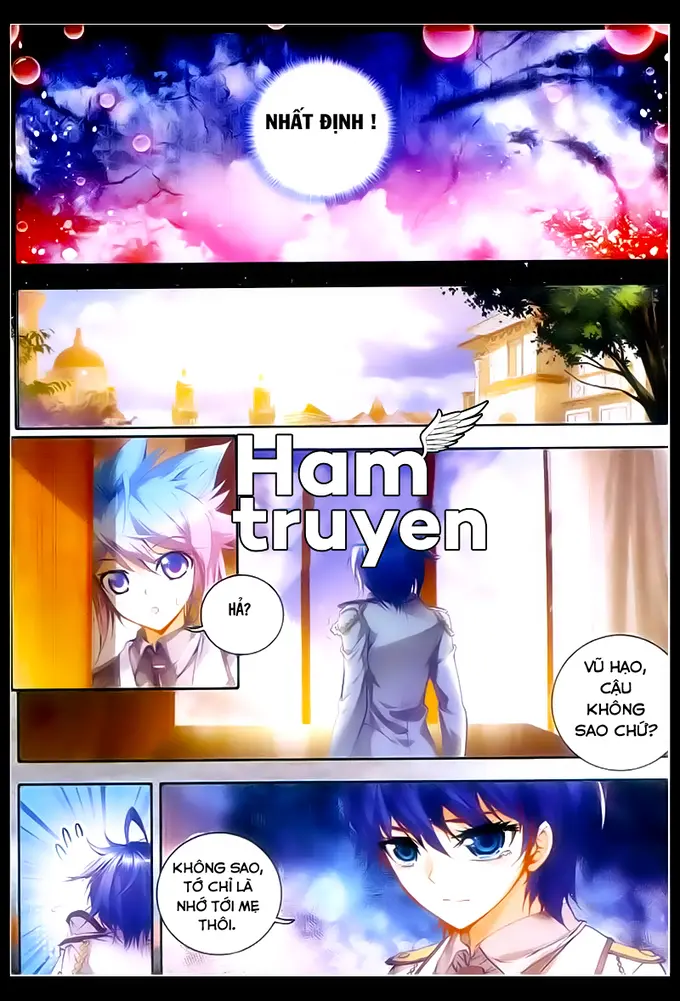 NHẤT ĐỊNH !
Ham
truyen
HẢ?
VŨ HẠO,
CẬU
KHÔNG
SAO CHỨ?
KHÔNG SAO,
TỚ CHỈ LÀ
NHỚ TỚI MẸ
THÔI.